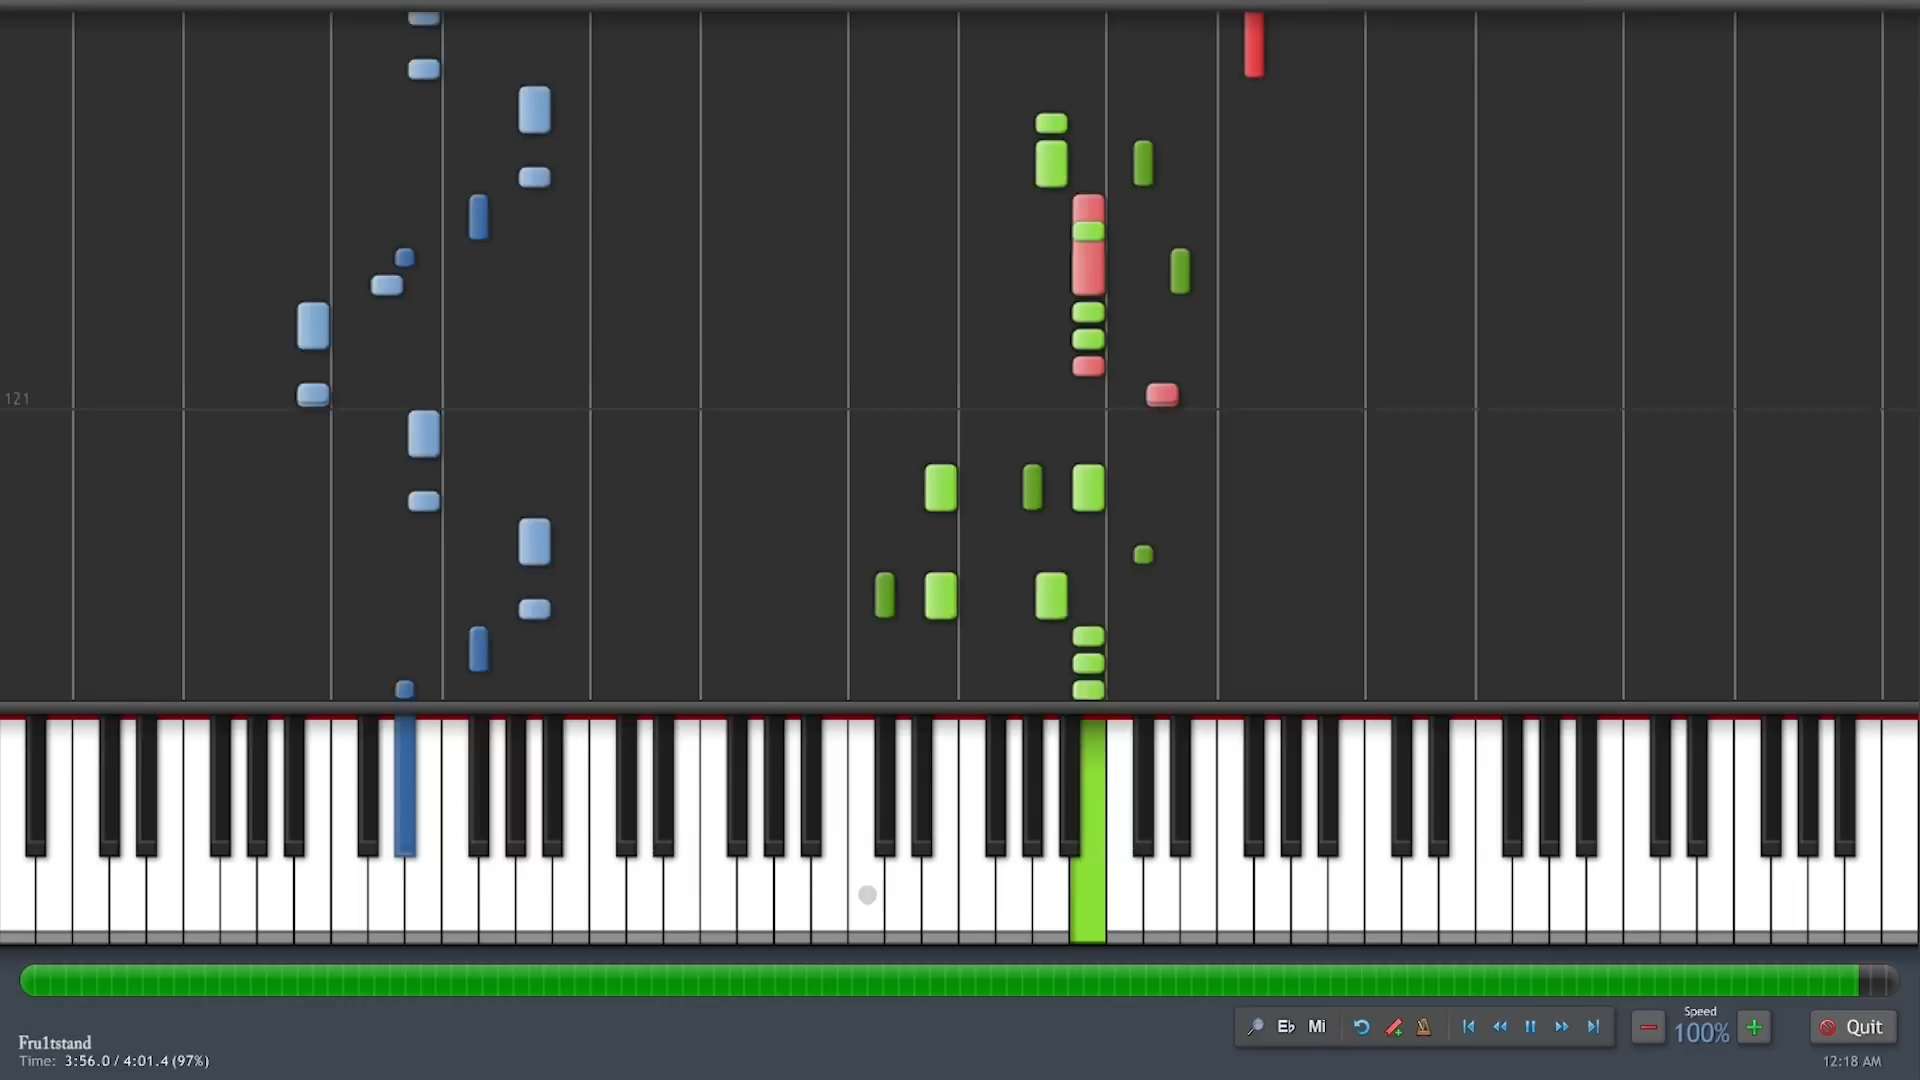 121
Eb Mi
Speed
100%
Quit
Fru1tstand
Time: 3:56.0 / 4:01.4 (97%)
12:18 AM